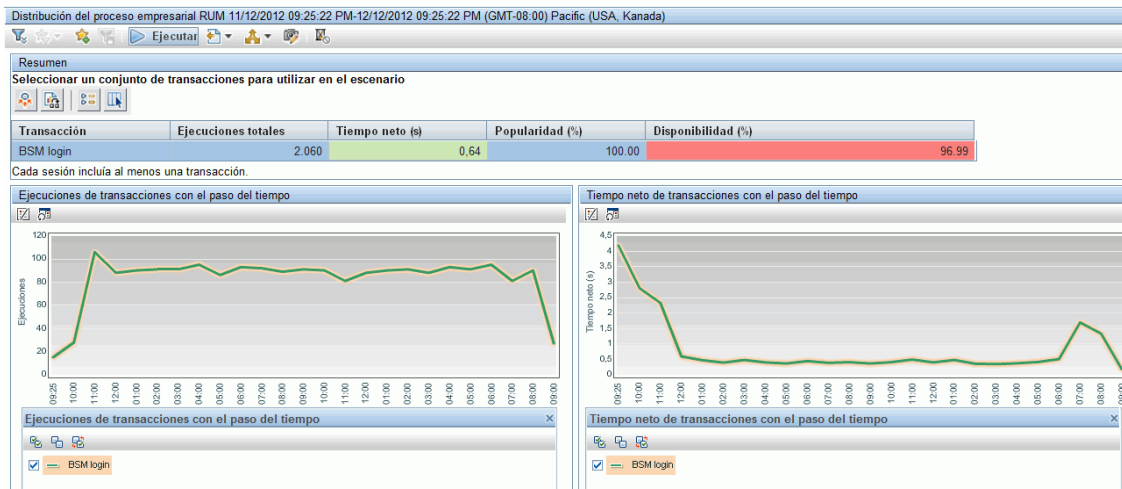 Distribución del proceso empresarial RUM 11/12/2012 09:25:22 PM-12/12/2012 09:25:22 PM (GMT-08:00) Pacific (USA, Kanada)
Ejecutar
Resumen
Seleccionar un conjunto de transacciones para utilizar en el escenario
Transacción Ejecuciones totales Tiempo neto (s) Popularidad (%) Disponibilidad (%)
BSM login 2.060 0,64 100.00 96.99
Cada sesión incluía al menos una transacción.
Ejecuciones de transacciones con el paso del tiempo
120
100
80
60
40
20
0
Ejecuciones
09:25 10:00 11:00 12:00 01:00 02:00 03:00 04:00 05:00 06:00 07:00 08:00 09:00 10:00 11:00 12:00 01:00 02:00 03:00 04:00 05:00 06:00 07:00 08:00 09:00
Ejecuciones de transacciones con el paso del tiempo
BSM login
Tiempo neto de transacciones con el paso del tiempo
4,5
4
3,5
3
2,5
2
1,5
1
0,5
0
Tiempo neto (s)
09:25 10:00 11:00 12:00 01:00 02:00 03:00 04:00 05:00 06:00 07:00 08:00 09:00 10:00 11:00 12:00 01:00 02:00 03:00 04:00 05:00 06:00 07:00 08:00 09:00
Tiempo neto de transacciones con el paso del tiempo
BSM login